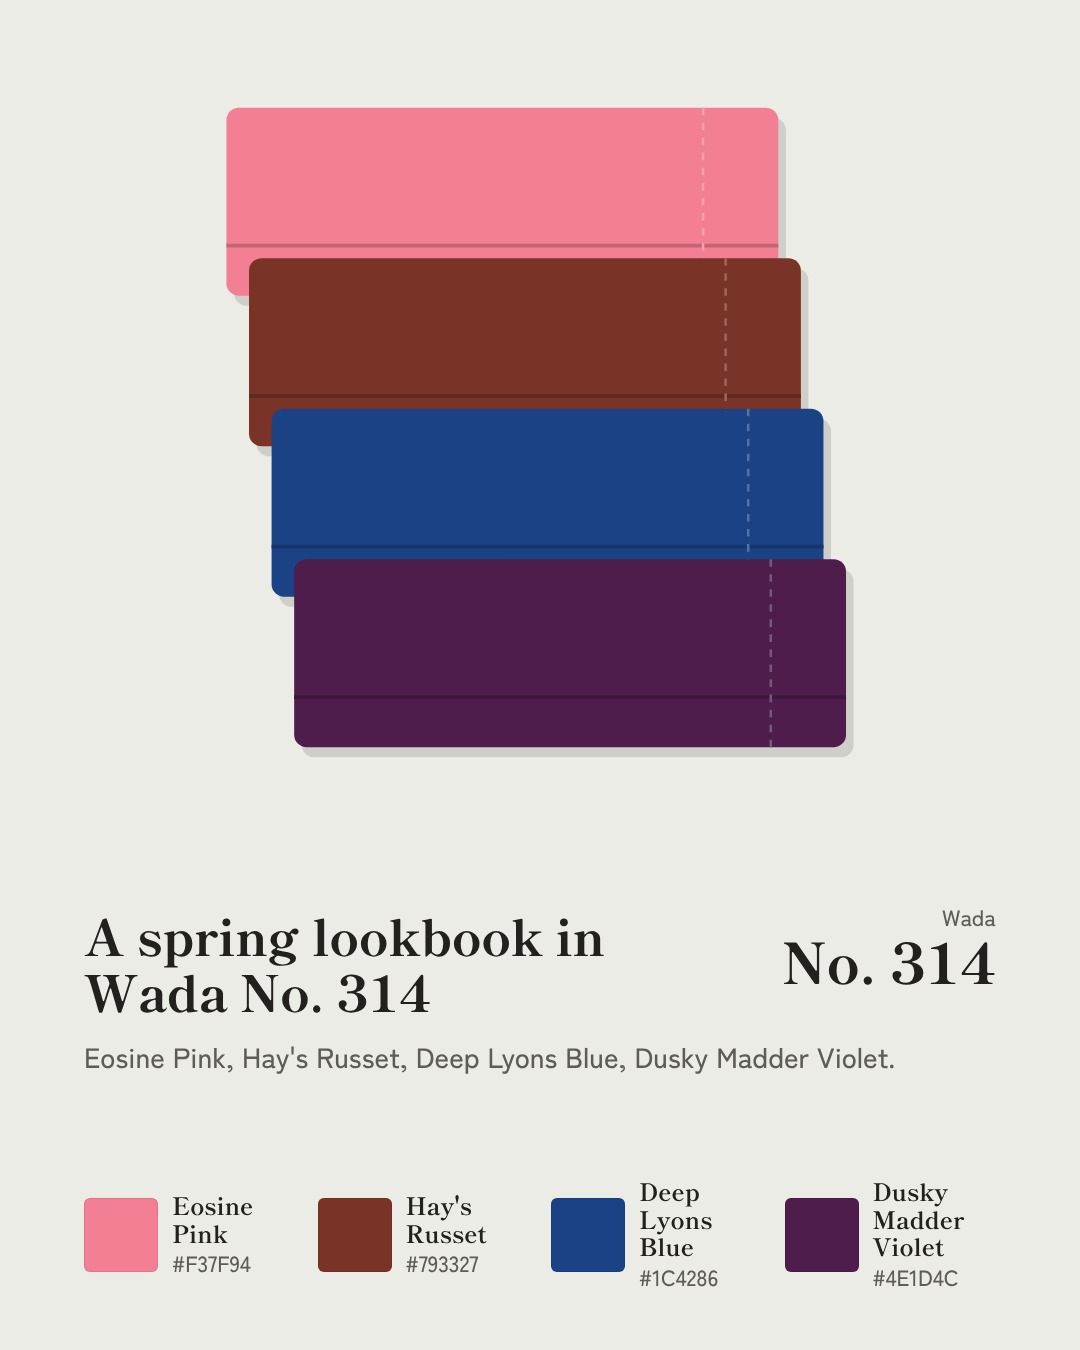 A spring lookbook in
Wada No. 314
Wada
No. 314
Eosine Pink, Hay's Russet, Deep Lyons Blue, Dusky Madder Violet.
Eosine
Pink
#F37F94
Hay's
Russet
#793327
Deep
Lyons
Blue
#1C4286
Dusky
Madder
Violet
#4E1D4C